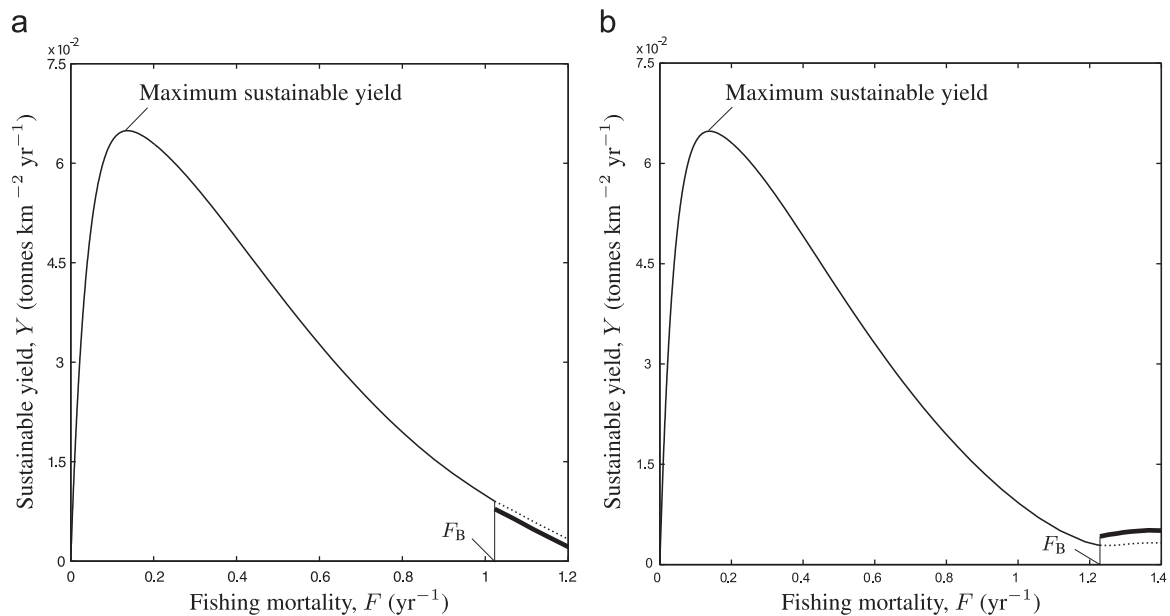 a
×10⁻²
7.5
6
4.5
3
1.5
0
Sustainable yield, Y (tonnes km⁻² yr⁻¹)
Maximum sustainable yield
F_B
0 0.2 0.4 0.6 0.8 1 1.2
Fishing mortality, F (yr⁻¹)
b
×10⁻²
7.5
6
4.5
3
1.5
0
Sustainable yield, Y (tonnes km⁻² yr⁻¹)
Maximum sustainable yield
F_B
0 0.2 0.4 0.6 0.8 1 1.2 1.4
Fishing mortality, F (yr⁻¹)